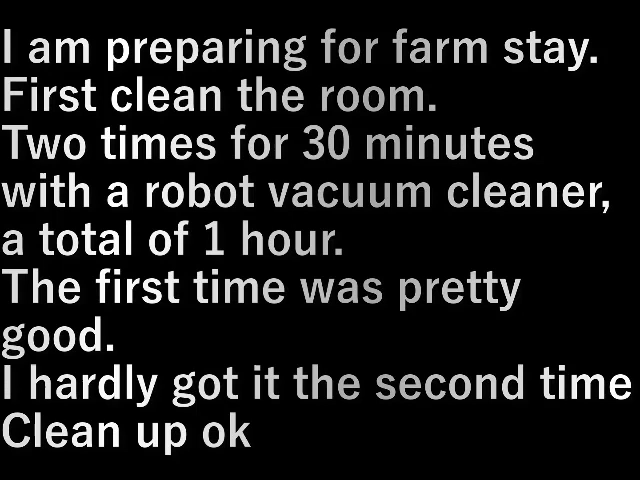 I am preparing for farm stay.
First clean the room.
Two times for 30 minutes
with a robot vacuum cleaner,
a total of 1 hour.
The first time was pretty
good.
I hardly got it the second time
Clean up ok